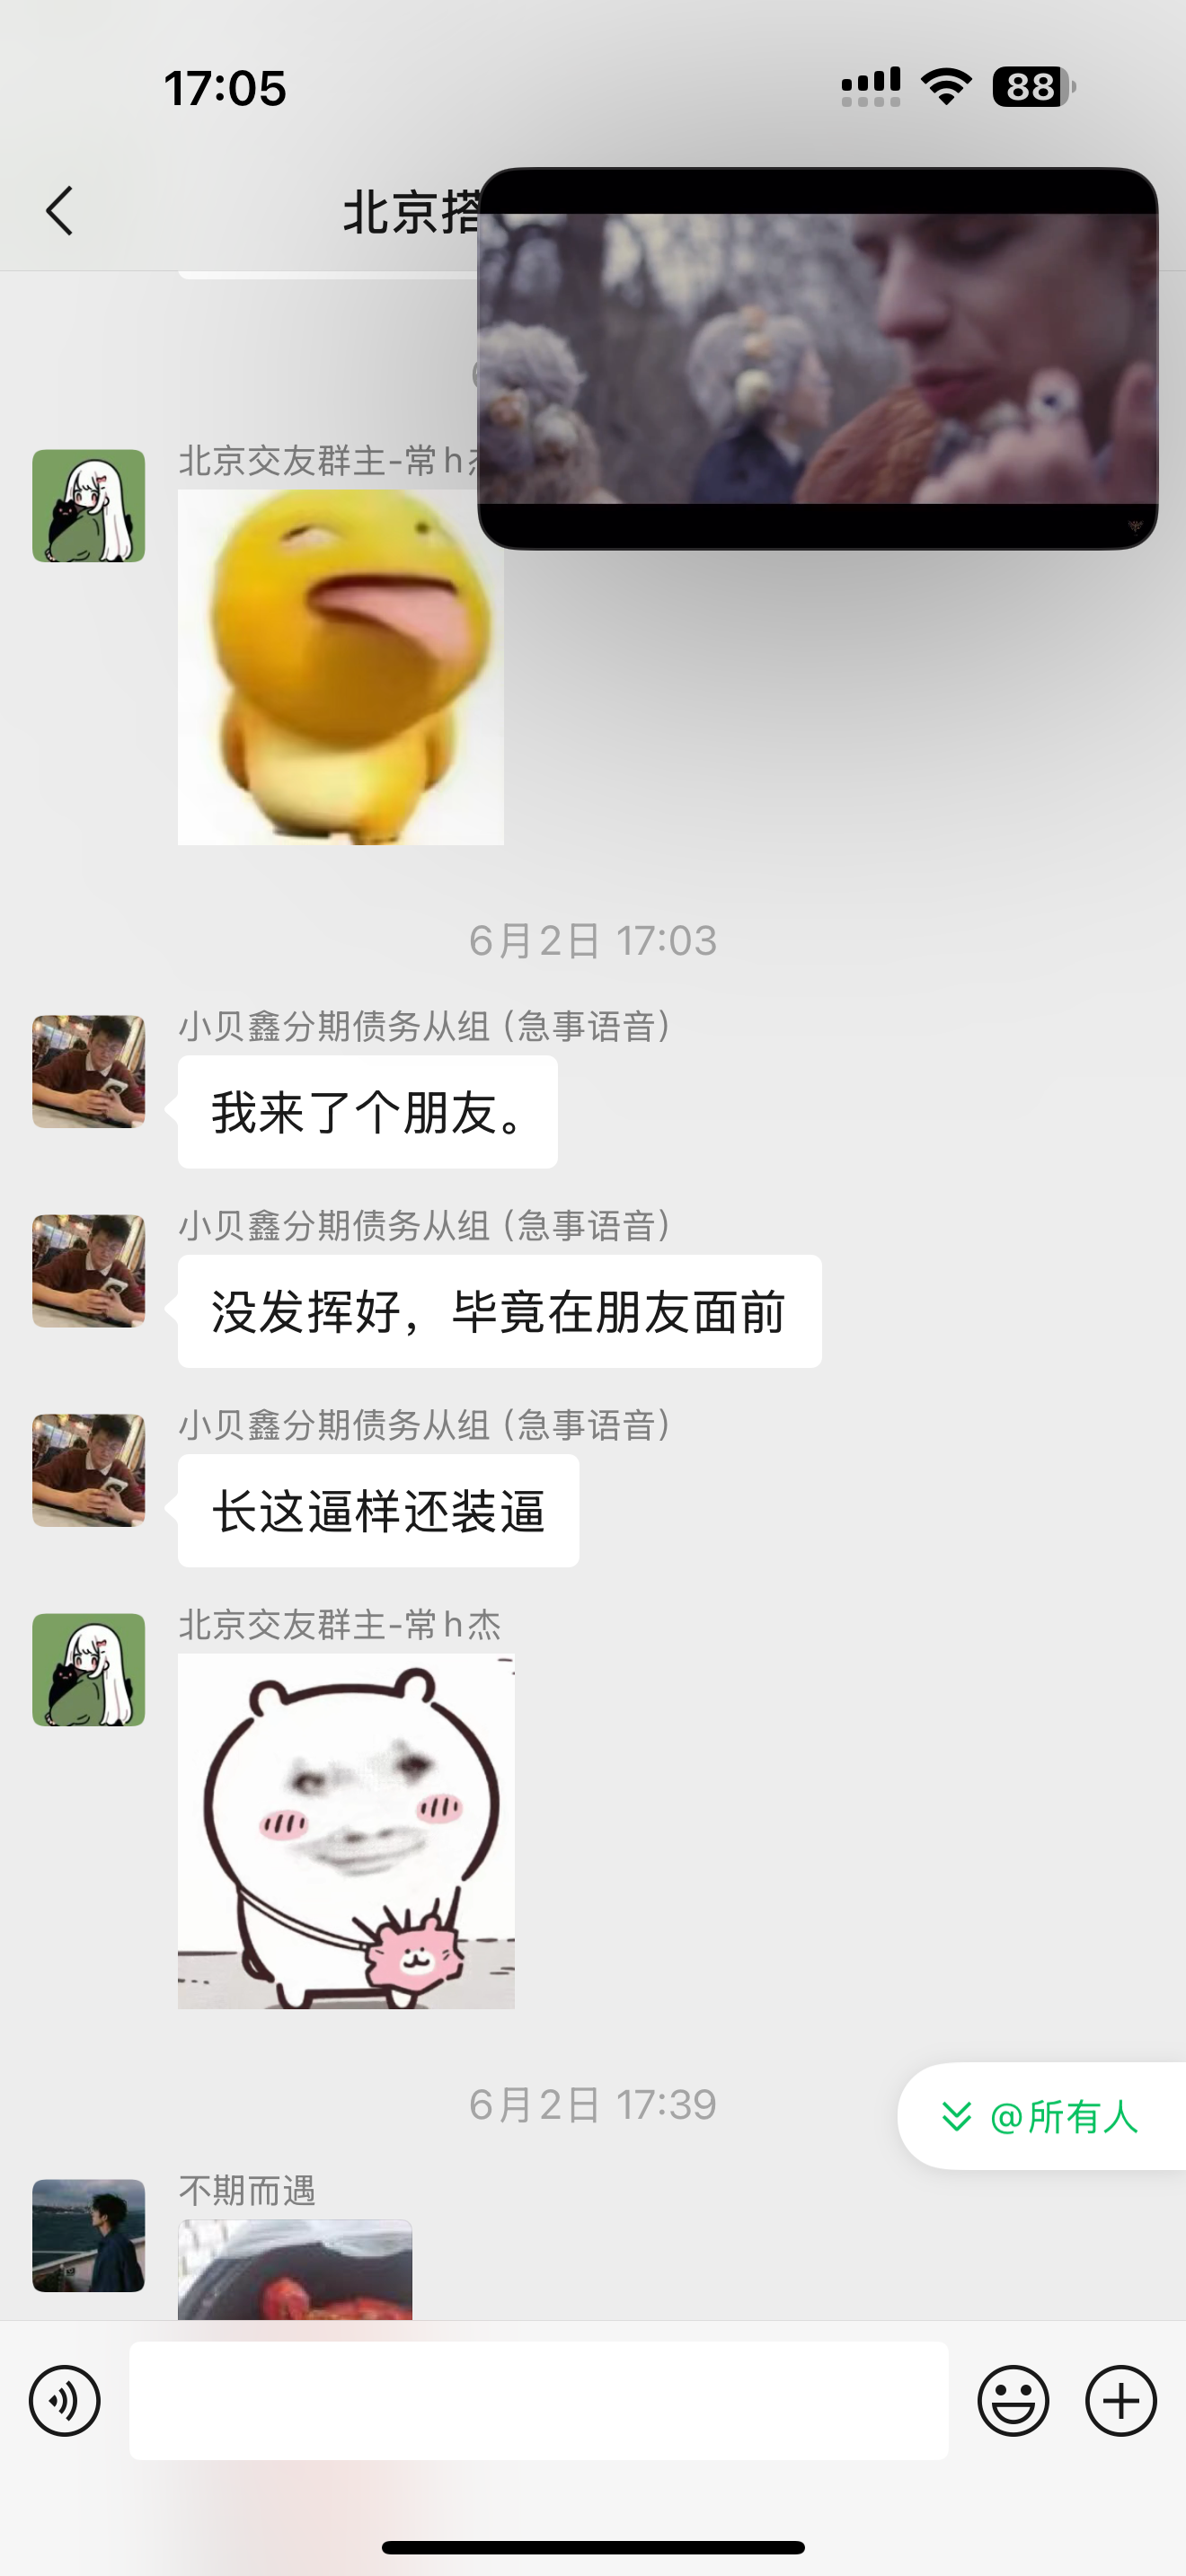 17:05
88
北京搭
6
北京交友群主-常h
6月2日 17:03
小贝鑫分期债务从组 (急事语音)
我来了个朋友。
小贝鑫分期债务从组 (急事语音)
没发挥好，毕竟在朋友面前
小贝鑫分期债务从组 (急事语音)
长这逼样还装逼
北京交友群主-常h杰
6月2日 17:39
@所有人
不期而遇